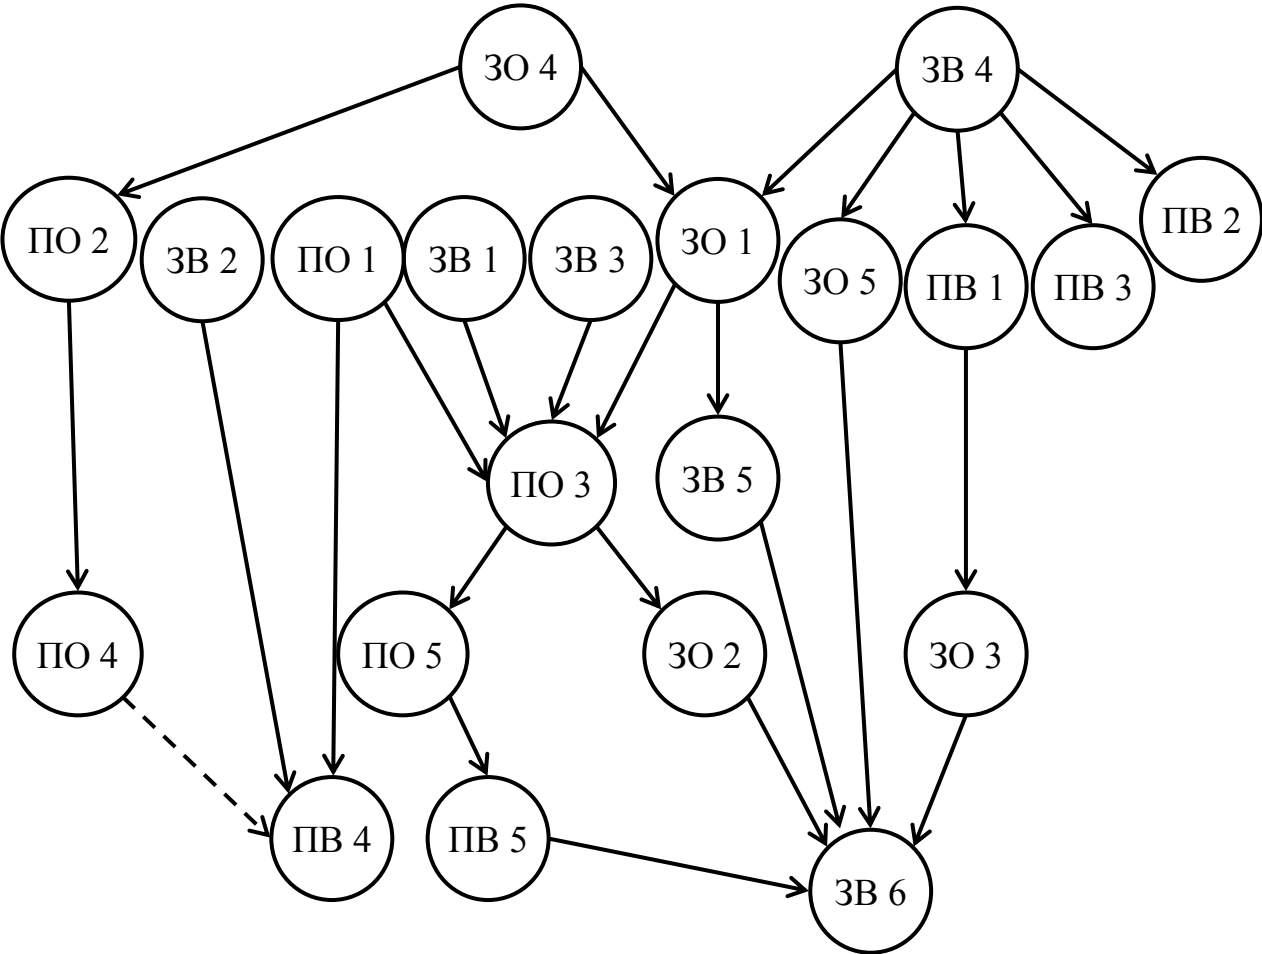 ЗО 4
ЗВ 4
ПО 2
ЗВ 2
ПО 1
ЗВ 1
ЗВ 3
ЗО 1
ЗО 5
ПВ 1
ПВ 3
ПВ 2
ПО 3
ЗВ 5
ПО 4
ПО 5
ЗО 2
ЗО 3
ПВ 4
ПВ 5
ЗВ 6